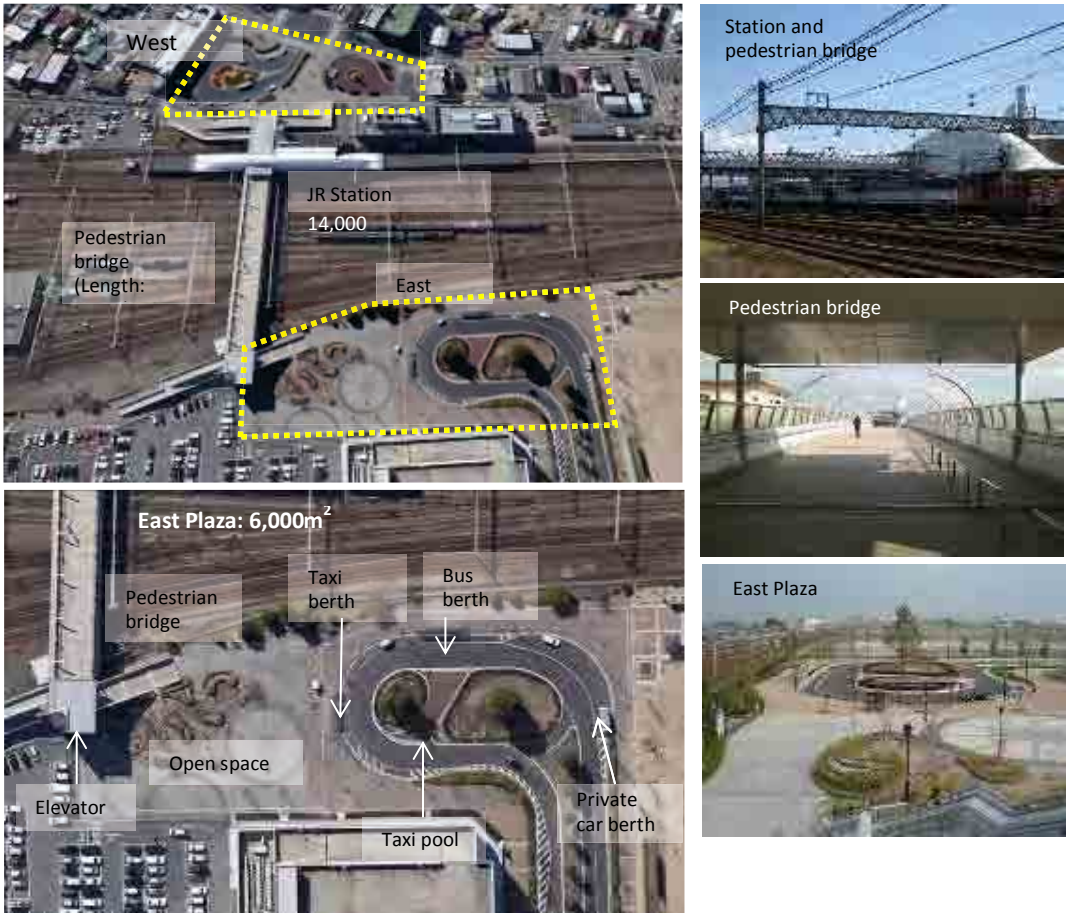 West
JR Station
14,000
Pedestrian
bridge
(Length:
East
Station and
pedestrian bridge
Pedestrian bridge
East Plaza: 6,000m²
Taxi
berth
Bus
berth
Pedestrian
bridge
Open space
Elevator
Taxi pool
Private
car berth
East Plaza